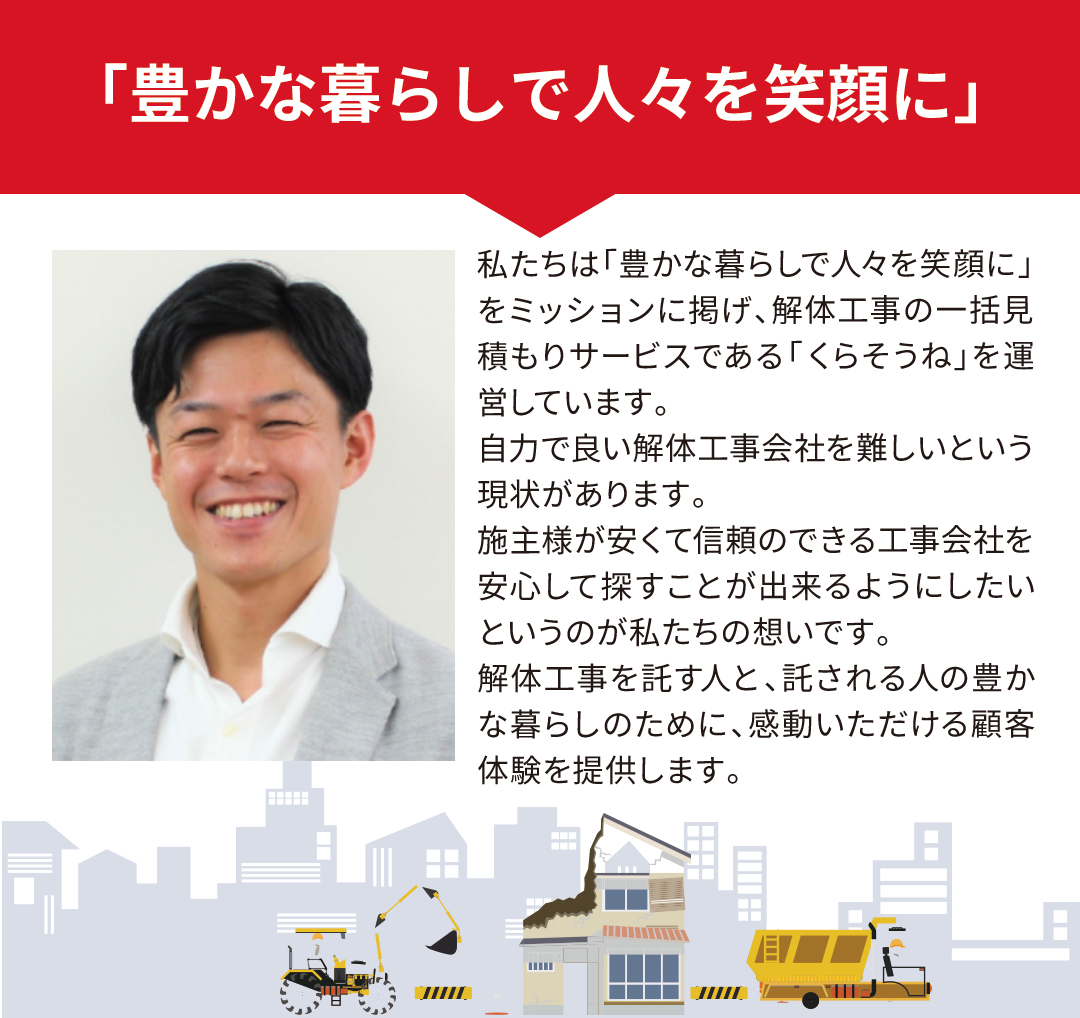 「豊かな暮らしで人々を笑顔に」
私たちは「豊かな暮らしで人々を笑顔に」
をミッションに掲げ、解体工事の一括見
積もりサービスである「くらそうね」を運
営しています。
自力で良い解体工事会社を難しいという
現状があります。
施主様が安くて信頼のできる工事会社を
安心して探すことが出来るようにしたい
というのが私たちの想いです。
解体工事を託す人と、託される人の豊か
な暮らしのために、感動いただける顧客
体験を提供します。